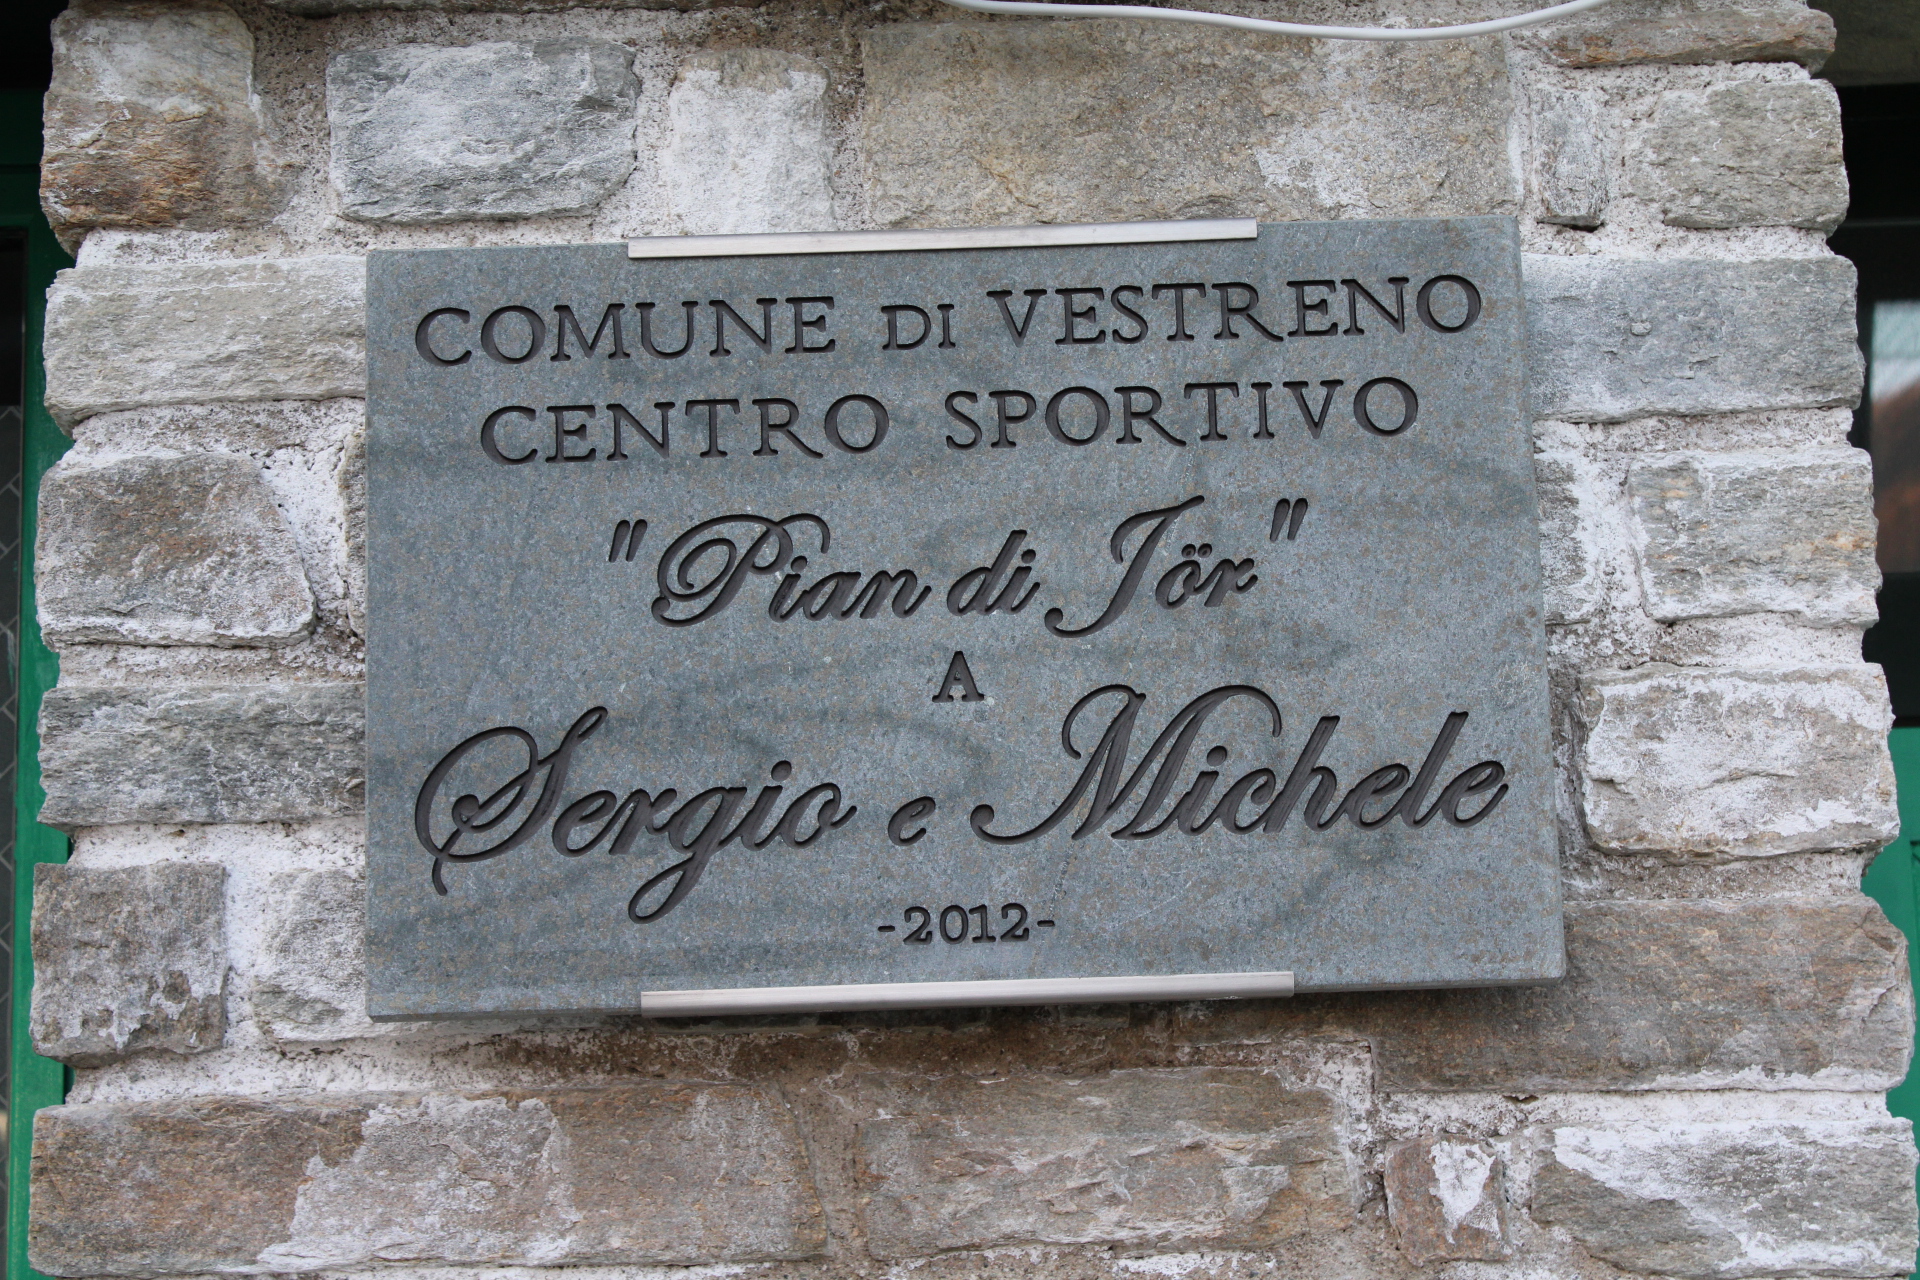 COMUNE DI VESTRENO
CENTRO SPORTIVO
"Pian di Jör"
A
Sergio e Michele
-2012-